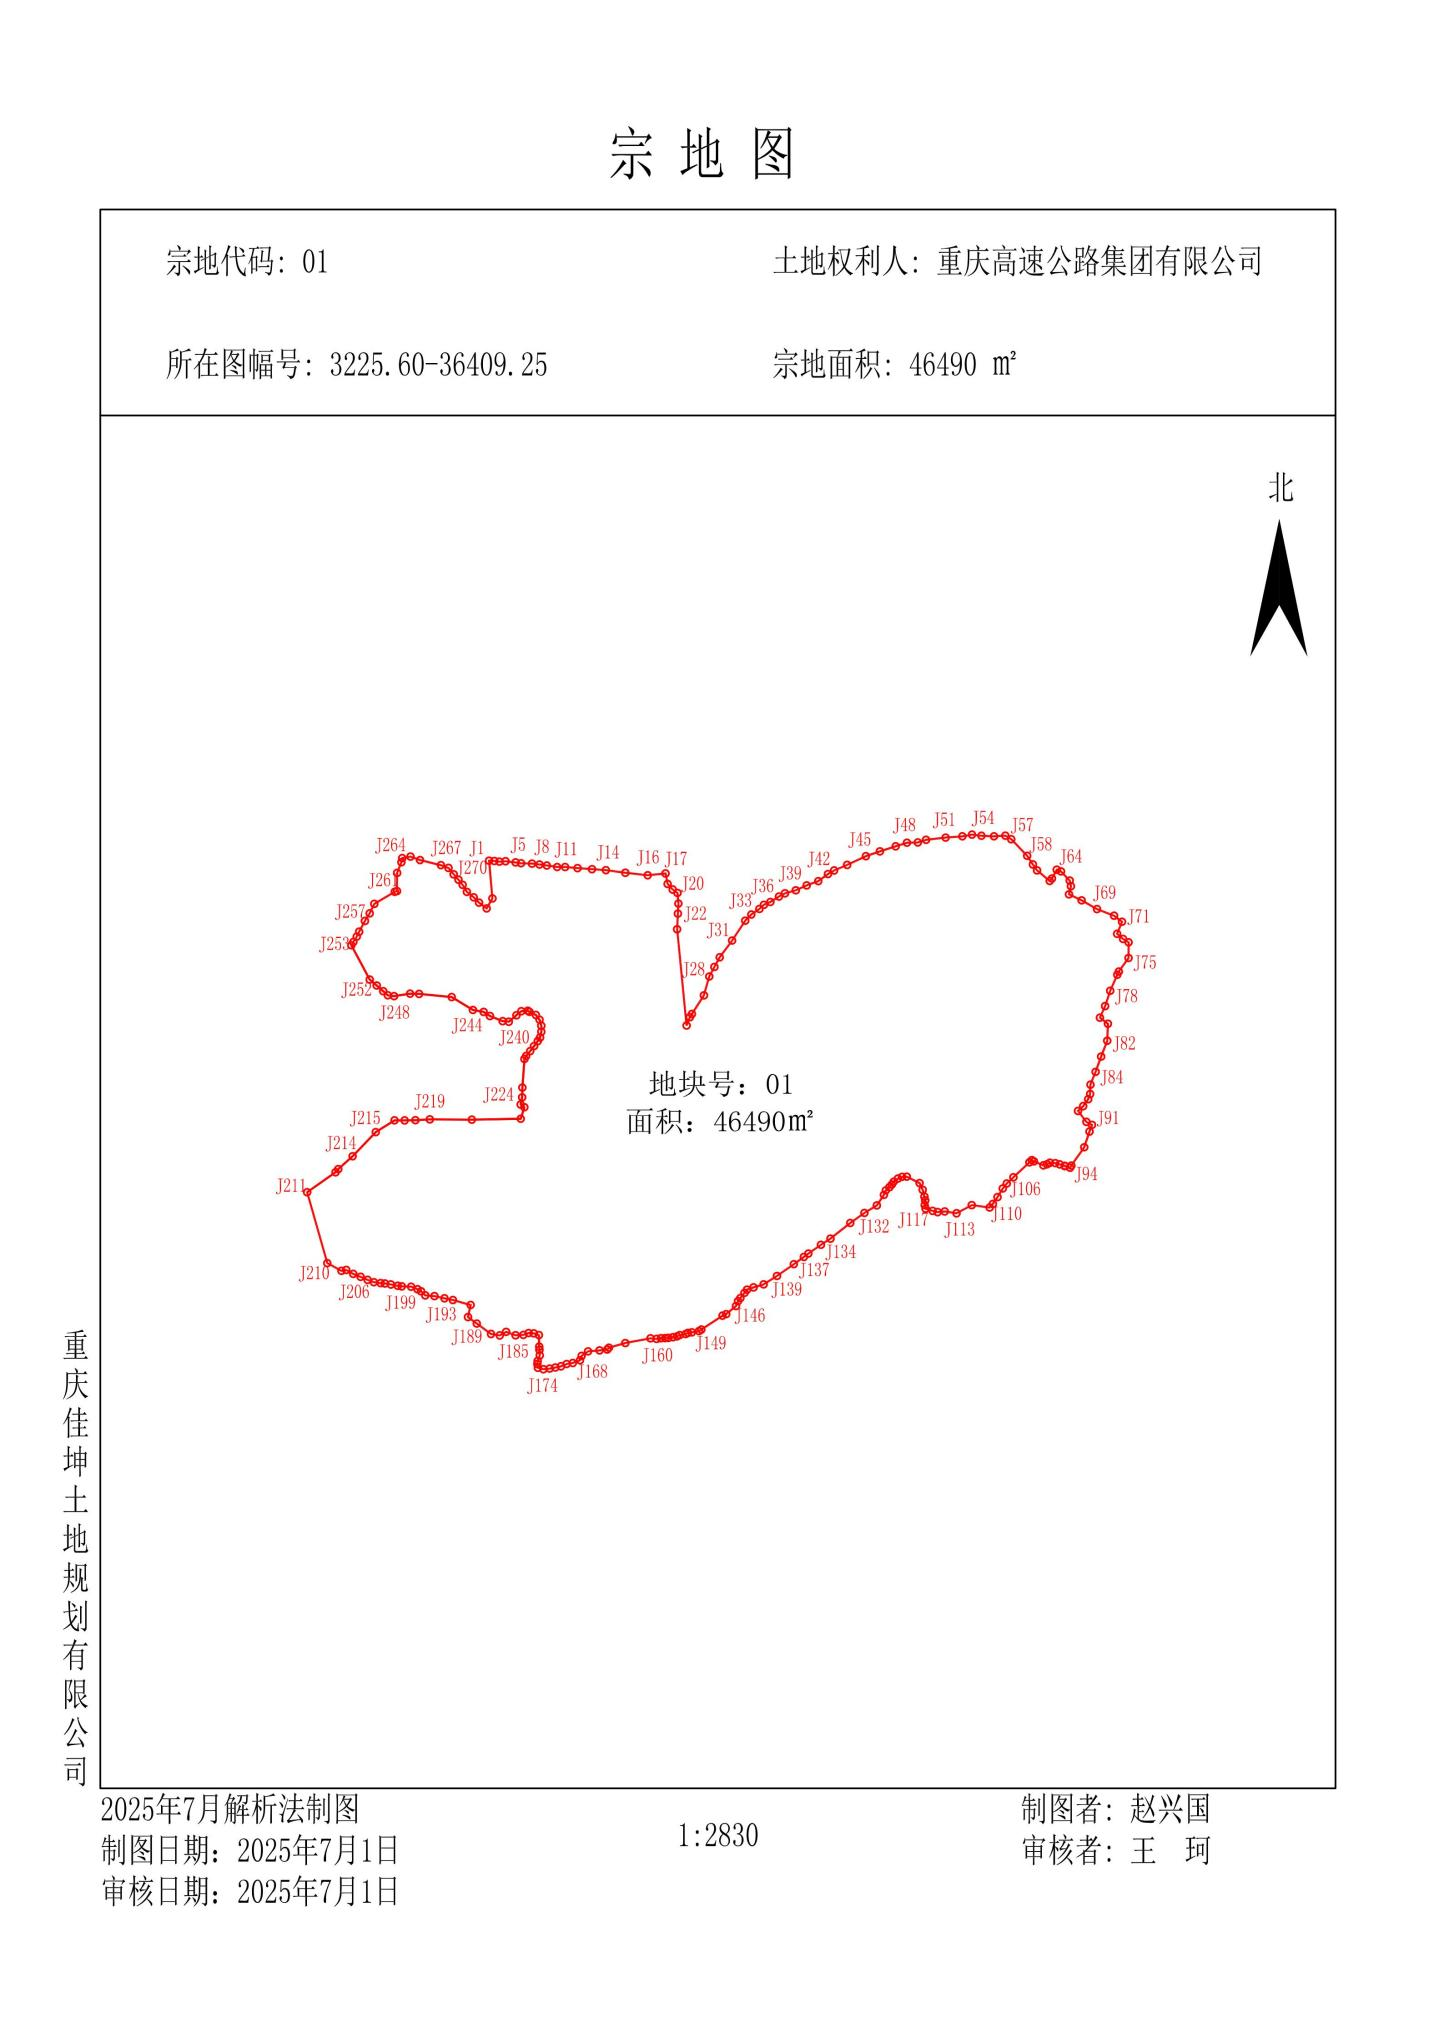 宗 地 图
宗地代码: 01
土地权利人: 重庆高速公路集团有限公司
所在图幅号: 3225.60-36409.25
宗地面积: 46490 ㎡
北
J54
J51
J57
J48
J45
J58
J264
J267
J1
J5
J8
J11
J14
J16
J17
J42
J64
J270
J26
J20
J39
J36
J33
J69
J257
J22
J71
J31
J253
J28
J75
J252
J78
J248
J244
J240
J82
J84
地块号: 01
面积: 46490㎡
J224
J219
J215
J91
J214
J94
J211
J106
J110
J117
J132
J113
J134
J210
J137
J206
J139
J199
J193
J146
J189
J149
J185
J160
J168
J174
重庆佳坤土地规划有限公司
2025年7月解析法制图
制图日期: 2025年7月1日
审核日期: 2025年7月1日
1:2830
制图者: 赵兴国
审核者: 王 珂